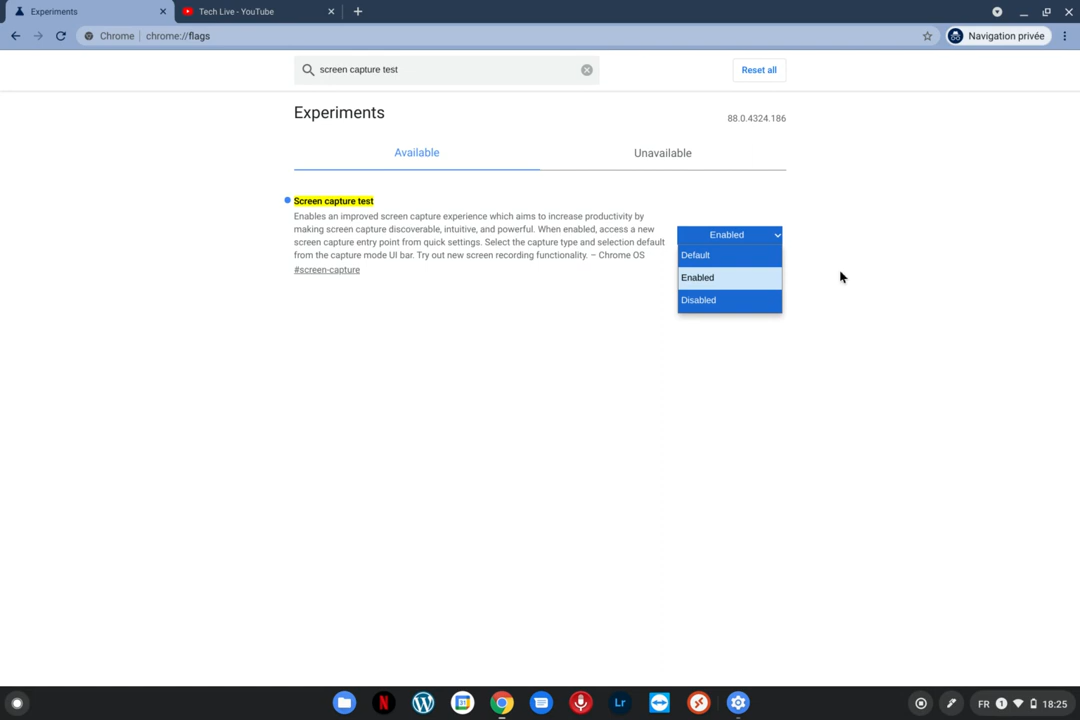 Experiments
Tech Live - YouTube
Chrome
chrome://flags
Navigation privée
screen capture test
Reset all
Experiments
88.0.4324.186
Available
Unavailable
Screen capture test
Enables an improved screen capture experience which aims to increase productivity by
making screen capture discoverable, intuitive, and powerful. When enabled, access a new
screen capture entry point from quick settings. Select the capture type and selection default
from the capture mode UI bar. Try out new screen recording functionality. – Chrome OS
#screen-capture
Enabled
Default
Enabled
Disabled
N
W
31
Lr
FR
1
18:25